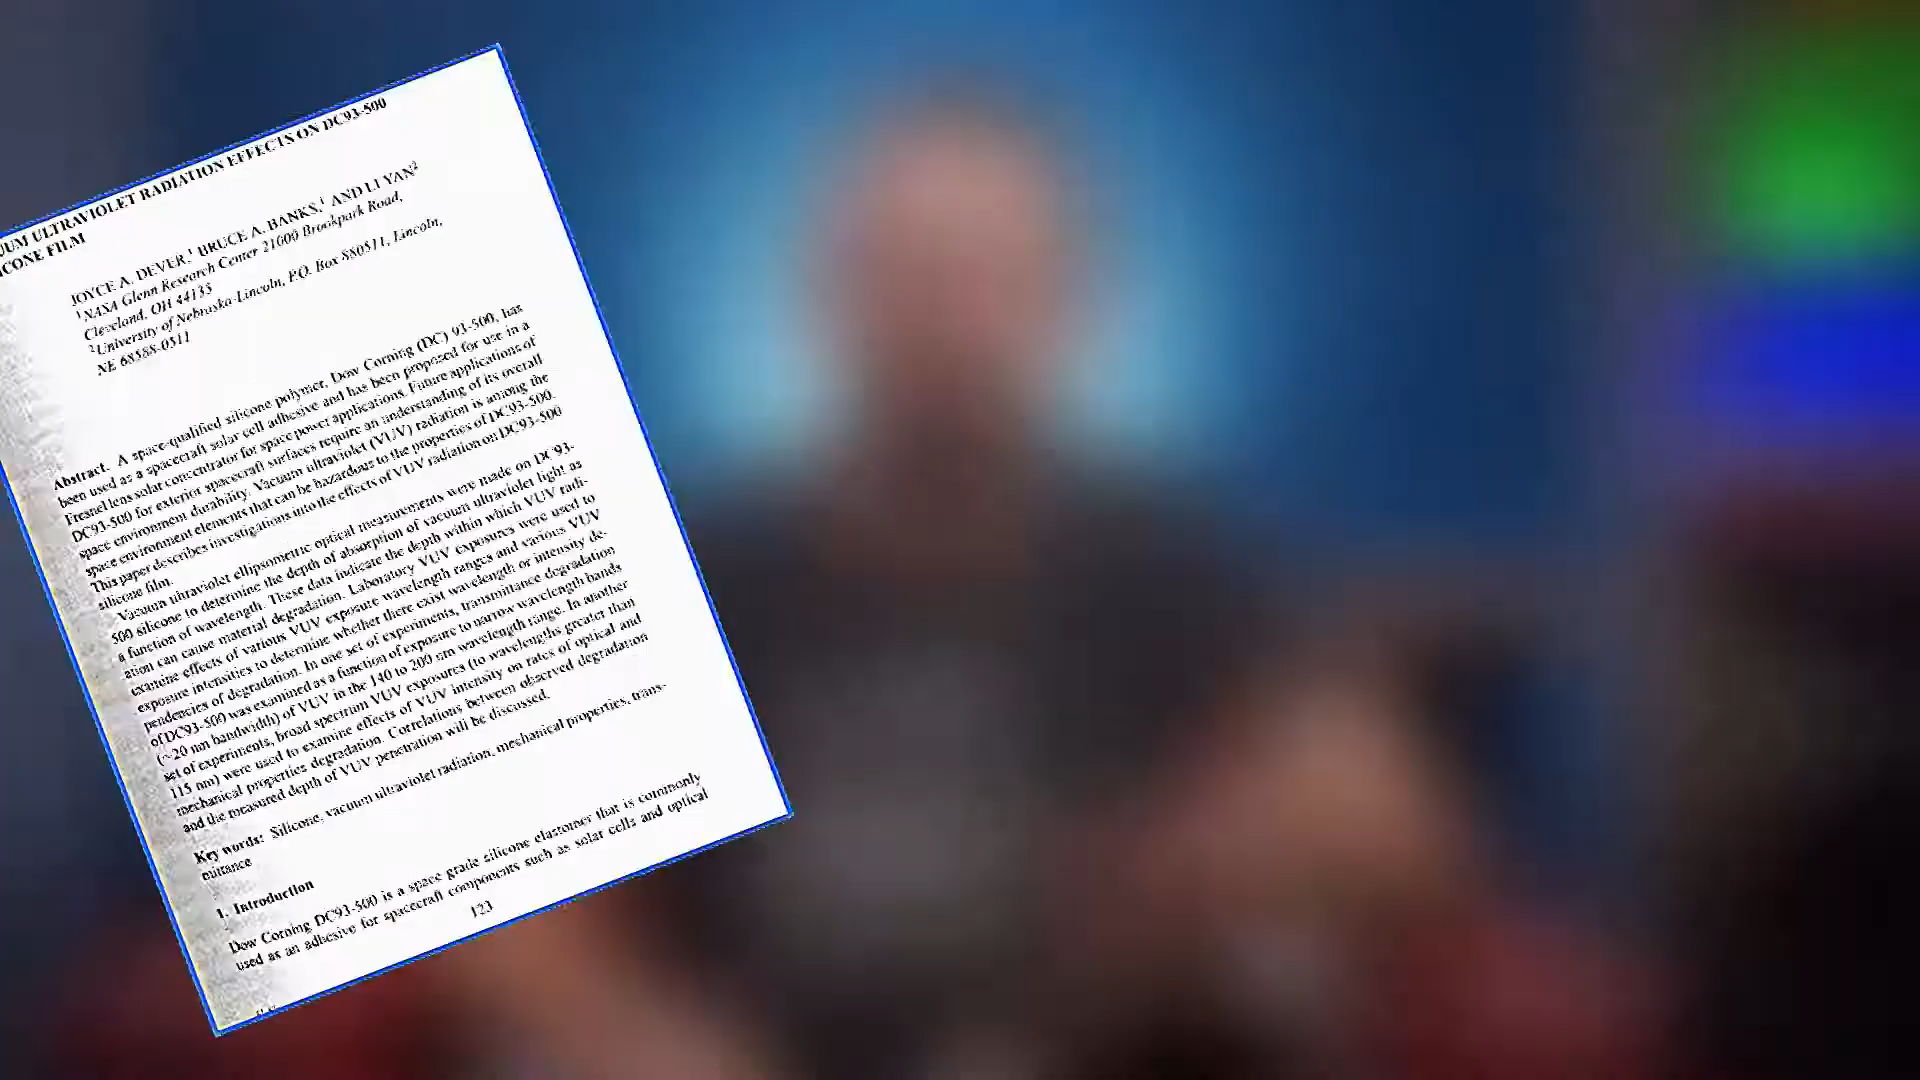 UUM ULTRAVIOLET RADIATION EFFECTS ON DC93-500
ICONE FILM
JOYCE A. DEVER,¹ BRUCE A. BANKS,¹ AND LI YAN²
¹NASA Glenn Research Center 21000 Brookpark Road,
Cleveland, OH 44135
²University of Nebraska-Lincoln, P.O. Box 880511, Lincoln,
NE 68588-0511
Abstract. A space-qualified silicone polymer, Dow Corning (DC) 93-500, has
been used as a spacecraft solar cell adhesive and has been proposed for use in a
Fresnel lens solar concentrator for space power applications. Future applications of
DC93-500 for exterior spacecraft surfaces require an understanding of its overall
space environment durability. Vacuum ultraviolet (VUV) radiation is among the
space environment elements that can be hazardous to the properties of DC93-500.
This paper describes investigations into the effects of VUV radiation on DC93-500
silicone film.
Vacuum ultraviolet ellipsometric optical measurements were made on DC93-
500 silicone to determine the depth of absorption of vacuum ultraviolet light as
a function of wavelength. These data indicate the depth within which VUV radi-
ation can cause material degradation. Laboratory VUV exposures were used to
examine effects of various VUV exposure wavelength ranges and various VUV
exposure intensities to determine whether there exist wavelength or intensity de-
pendencies of degradation. In one set of experiments, transmittance degradation
of DC93-500 was examined as a function of exposure to narrow wavelength bands
(~20 nm bandwidth) of VUV in the 140 to 200 nm wavelength range. In another
set of experiments, broad spectrum VUV exposures (to wavelengths greater than
115 nm) were used to examine effects of VUV intensity on rates of optical and
mechanical properties degradation. Correlations between observed degradation
and the measured depth of VUV penetration will be discussed.
Key words: Silicone, vacuum ultraviolet radiation, mechanical properties, trans-
mittance
1. Introduction
Dow Corning DC93-500 is a space grade silicone elastomer that is commonly
used as an adhesive for spacecraft components such as solar cells and optical
123